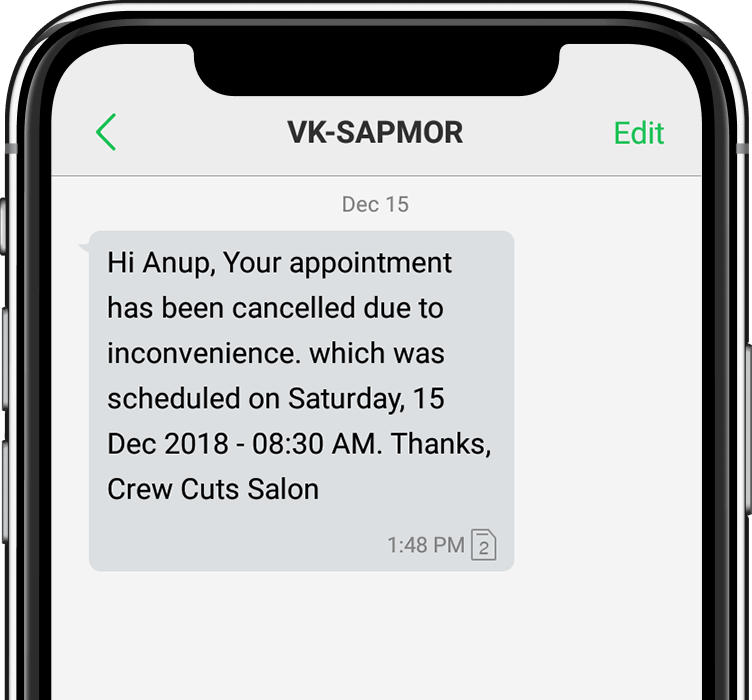 VK-SAPMOR
Edit
Dec 15
Hi Anup, Your appointment
has been cancelled due to
inconvenience. which was
scheduled on Saturday, 15
Dec 2018 - 08:30 AM. Thanks,
Crew Cuts Salon
1:48 PM 2